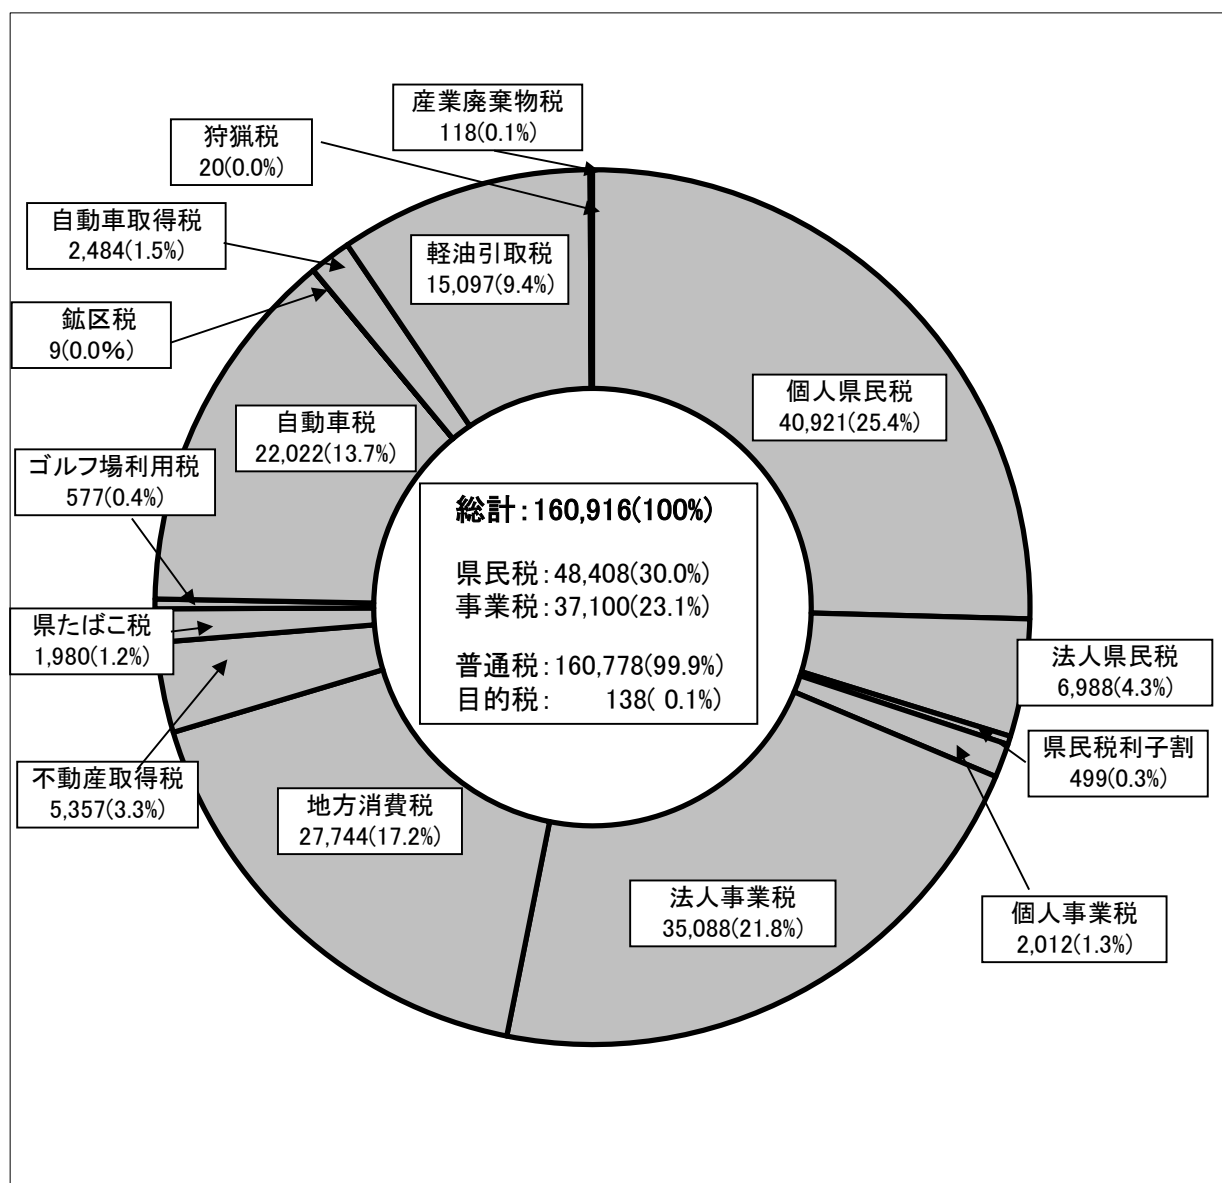 産業廃棄物税
118(0.1%)
狩猟税
20(0.0%)
自動車取得税
2,484(1.5%)
軽油引取税
15,097(9.4%)
鉱区税
9(0.0%)
個人県民税
40,921(25.4%)
自動車税
22,022(13.7%)
ゴルフ場利用税
577(0.4%)
総計:160,916(100%)
県民税:48,408(30.0%)
事業税:37,100(23.1%)
普通税:160,778(99.9%)
目的税: 138( 0.1%)
県たばこ税
1,980(1.2%)
法人県民税
6,988(4.3%)
県民税利子割
499(0.3%)
不動産取得税
5,357(3.3%)
地方消費税
27,744(17.2%)
法人事業税
35,088(21.8%)
個人事業税
2,012(1.3%)